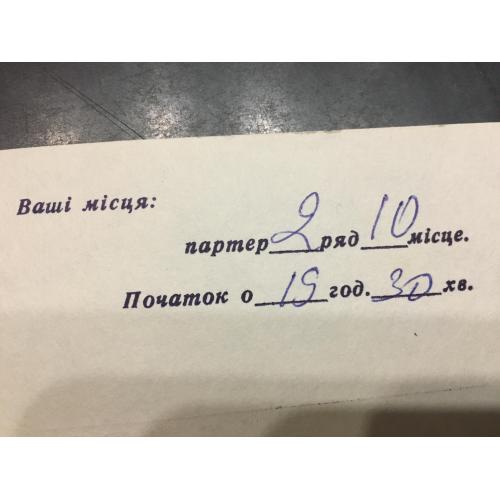 Ваші місця:
партер 2 ряд 10 місце.
Початок о 19 год. 30 хв.